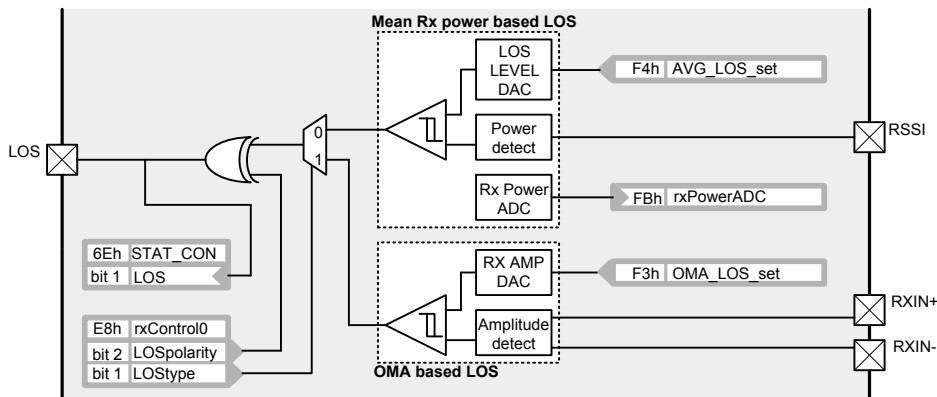 Mean Rx power based LOS
LOS
LEVEL
DAC
F4h AVG_LOS_set
0
1
Power
detect
RSSI
LOS
Rx Power
ADC
FBh rxPowerADC
6Eh STAT_CON
bit 1 LOS
RX AMP
DAC
F3h OMA_LOS_set
RXIN+
E8h rxControl0
bit 2 LOSpolarity
bit 1 LOStype
Amplitude
detect
RXIN-
OMA based LOS